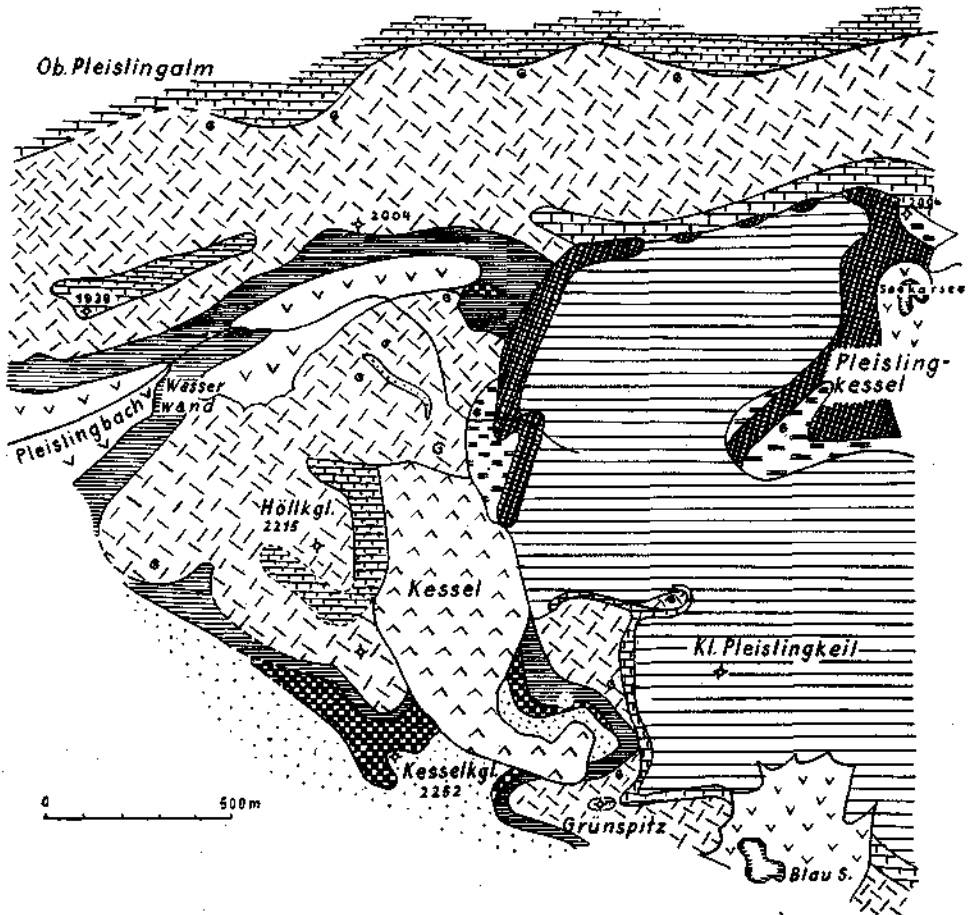 Ob. Pleislingalm
G
G
G
G
2004
1938
Seekarsee
Pleisling-
kessel
Wasser
wand
Pleislingbach
G
G
G
G
G
Höllkgl.
2215
G
Kessel
Kl. Pleislingkeil
Kesselkgl.
2252
0
500m
Grünspitz
Blau S.